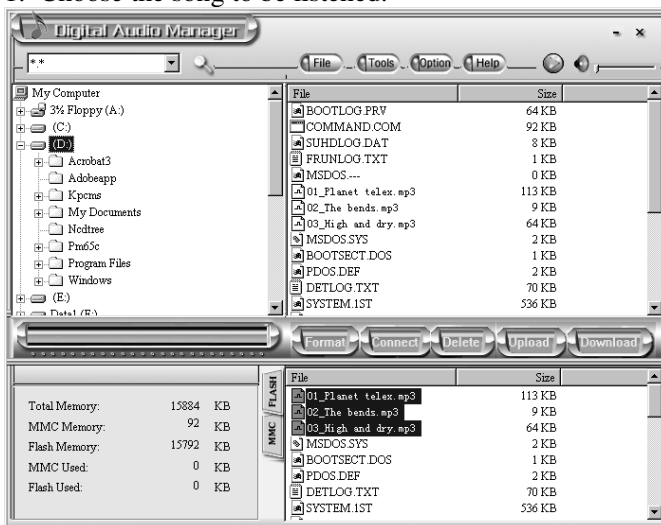 1. Choose the song to be listened.
Digital Audio Manager
*.*
File Tools Option Help
My Computer
3½ Floppy (A:)
(C:)
(D:)
Acrobat3
Adobeapp
Kpcms
My Documents
Ncdtree
Pm65c
Program Files
Windows
(E:)
Data1 (F:)
File Size
BOOTLOG.PRV 64 KB
COMMAND.COM 92 KB
SUHDLOG.DAT 8 KB
FRUNLOG.TXT 1 KB
MSDOS.--- 0 KB
01_Planet telex.mp3 113 KB
02_The bends.mp3 9 KB
03_High and dry.mp3 64 KB
MSDOS.SYS 2 KB
BOOTSECT.DOS 1 KB
PDOS.DEF 2 KB
DETLOG.TXT 70 KB
SYSTEM.1ST 536 KB
Format Connect Delete Upload Download
Total Memory: 15884 KB
MMC Memory: 92 KB
Flash Memory: 15792 KB
MMC Used: 0 KB
Flash Used: 0 KB
FLASH
MMC
File Size
01_Planet telex.mp3 113 KB
02_The bends.mp3 9 KB
03_High and dry.mp3 64 KB
MSDOS.SYS 2 KB
BOOTSECT.DOS 1 KB
PDOS.DEF 2 KB
DETLOG.TXT 70 KB
SYSTEM.1ST 536 KB